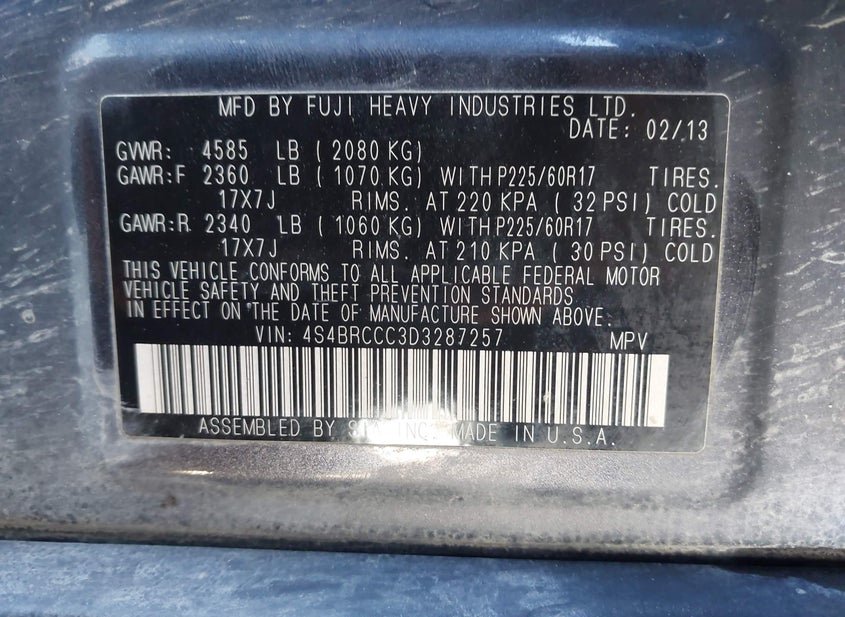 MFD BY FUJI HEAVY INDUSTRIES LTD.
DATE: 02/13
GVWR: 4585 LB ( 2080 KG)
GAWR:F 2360 LB ( 1070 KG) WITH P225/60R17 TIRES.
17X7J RIMS. AT 220 KPA ( 32 PSI) COLD
GAWR:R 2340 LB ( 1060 KG) WITH P225/60R17 TIRES.
17X7J RIMS. AT 210 KPA ( 30 PSI) COLD
THIS VEHICLE CONFORMS TO ALL APPLICABLE FEDERAL MOTOR
VEHICLE SAFETY AND THEFT PREVENTION STANDARDS
IN EFFECT ON THE DATE OF MANUFACTURE SHOWN ABOVE.
VIN: 4S4BRCCC3D3287257 MPV
ASSEMBLED BY INC. MADE IN U.S.A.